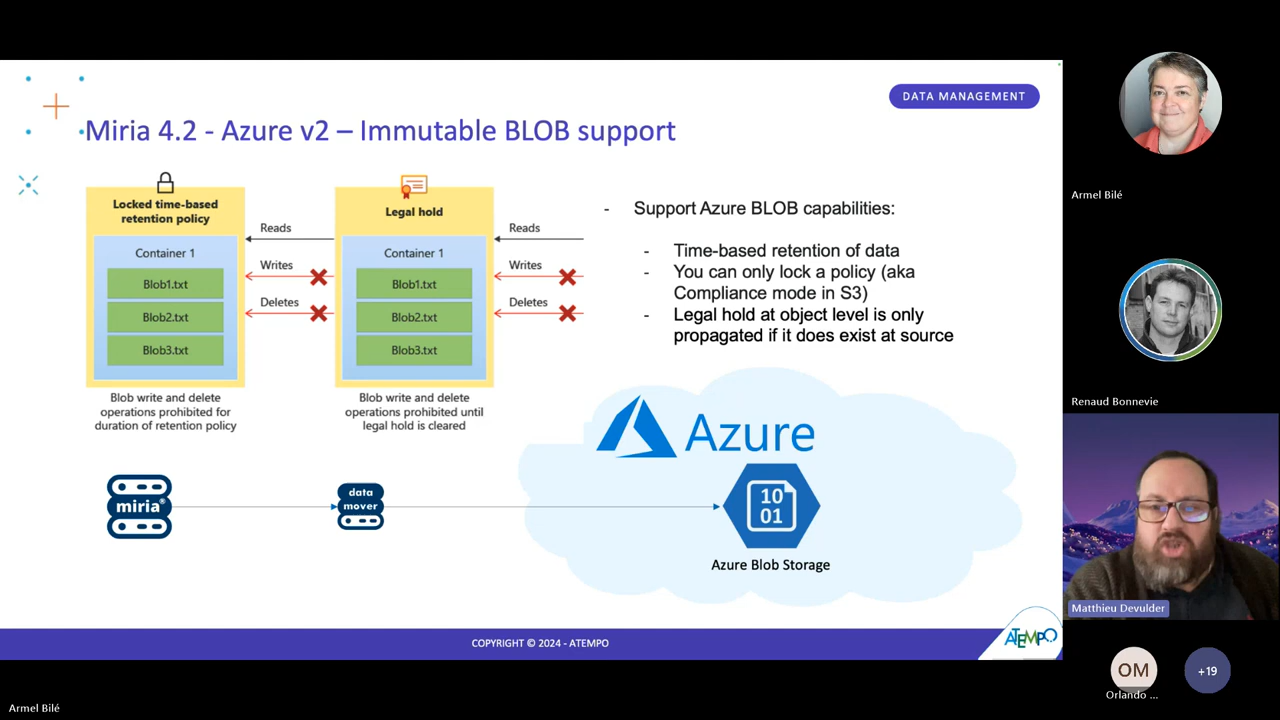 DATA MANAGEMENT
Miria 4.2 - Azure v2 – Immutable BLOB support
Locked time-based
retention policy
Container 1
Blob1.txt
Blob2.txt
Blob3.txt
Blob write and delete
operations prohibited for
duration of retention policy
Reads
Writes
Deletes
Legal hold
Container 1
Blob1.txt
Blob2.txt
Blob3.txt
Blob write and delete
operations prohibited until
legal hold is cleared
Reads
Writes
Deletes
- Support Azure BLOB capabilities:
- Time-based retention of data
- You can only lock a policy (aka
Compliance mode in S3)
- Legal hold at object level is only
propagated if it does exist at source
miria®
data
mover
Azure
10
01
Azure Blob Storage
COPYRIGHT © 2024 - ATEMPO
ATEMPO
Armel Bilé
Renaud Bonnevie
Matthieu Devulder
OM
Orlando ...
+19
Armel Bilé